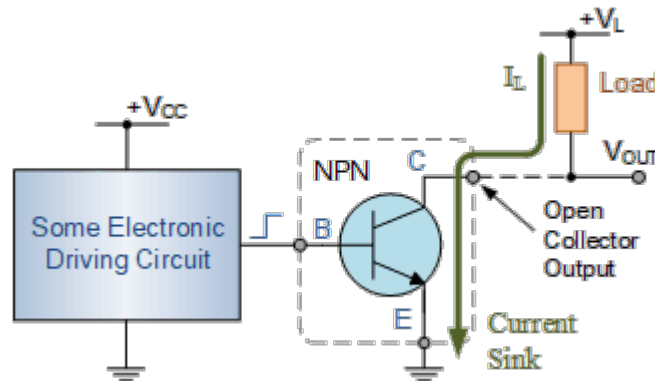 +VL
IL
Load
+VCC
NPN
C
VOUT
Some Electronic
Driving Circuit
B
Open
Collector
Output
E
Current
Sink